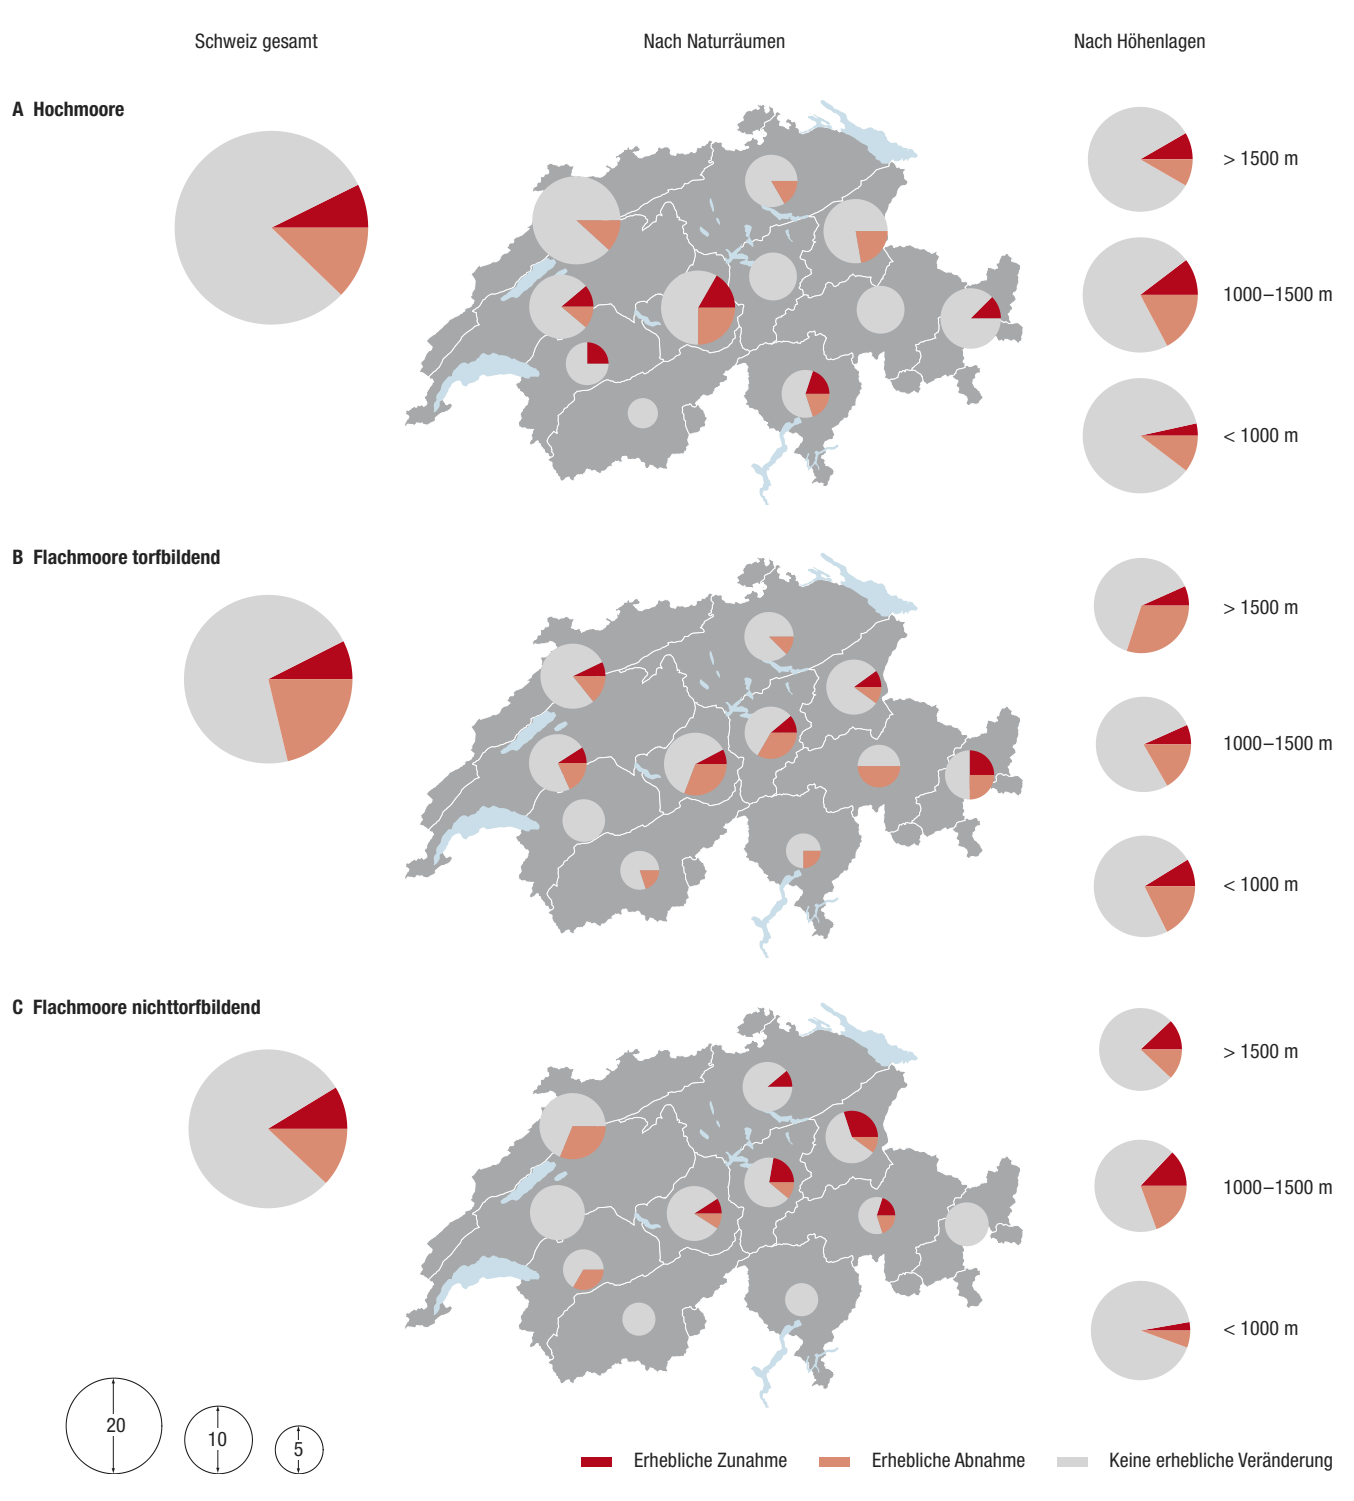 Schweiz gesamt
Nach Naturräumen
Nach Höhenlagen
A Hochmoore
> 1500 m
1000–1500 m
< 1000 m
B Flachmoore torfbildend
> 1500 m
1000–1500 m
< 1000 m
C Flachmoore nichttorfbildend
> 1500 m
1000–1500 m
< 1000 m
20
10
5
Erhebliche Zunahme
Erhebliche Abnahme
Keine erhebliche Veränderung